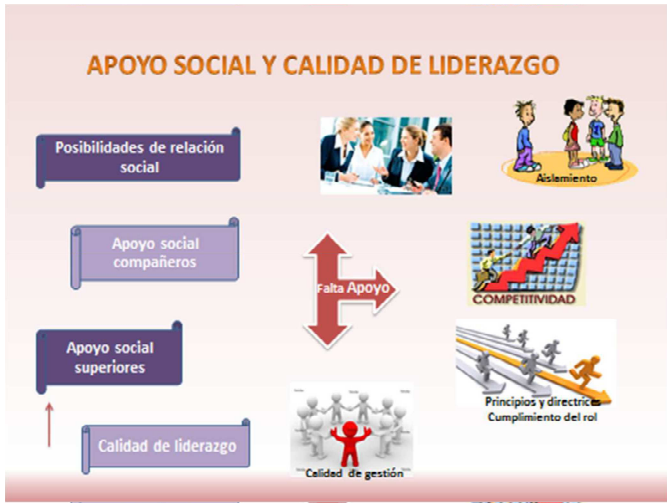 APOYO SOCIAL Y CALIDAD DE LIDERAZGO
Posibilidades de relación
social
Aislamiento
Apoyo social
compañeros
Falta Apoyo
COMPETITIVIDAD
Apoyo social
superiores
Principios y directrices
Cumplimiento del rol
Calidad de liderazgo
Calidad de gestión